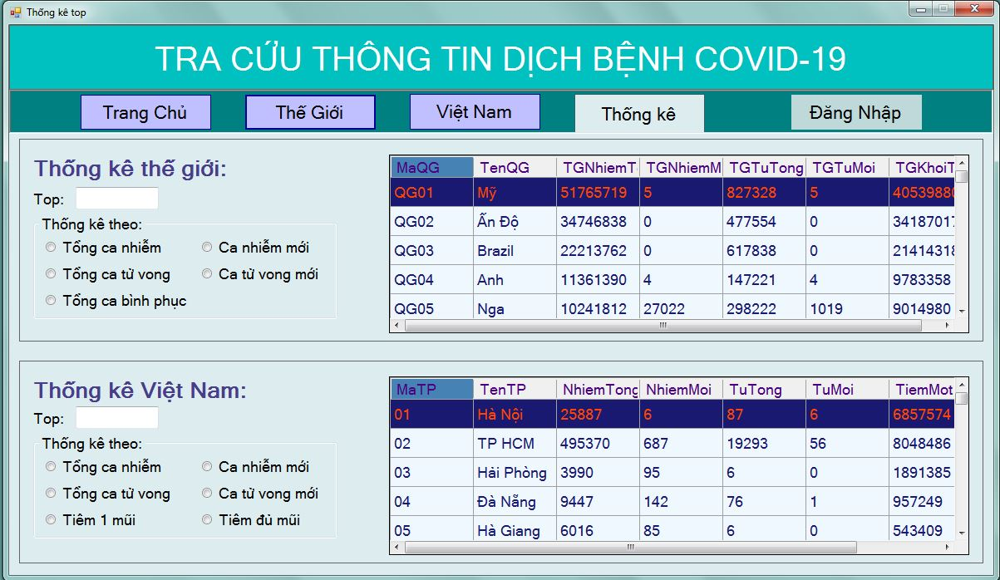 Thống kê top
TRA CỨU THÔNG TIN DỊCH BỆNH COVID-19
Trang Chủ Thế Giới Việt Nam Thống kê Đăng Nhập
Thống kê thế giới:
Top:
Thống kê theo:
Tổng ca nhiễm Ca nhiễm mới
Tổng ca tử vong Ca tử vong mới
Tổng ca bình phục
MaQG TenQG TGNhiemT TGNhiemM TGTuTong TGTuMoi TGKhoiT
QG01 Mỹ 51765719 5 827328 5 40539880
QG02 Ấn Độ 34746838 0 477554 0 34187017
QG03 Brazil 22213762 0 617838 0 21414318
QG04 Anh 11361390 4 147221 4 9783358
QG05 Nga 10241812 27022 298222 1019 9014980
Thống kê Việt Nam:
Top:
Thống kê theo:
Tổng ca nhiễm Ca nhiễm mới
Tổng ca tử vong Ca tử vong mới
Tiêm 1 mũi Tiêm đủ mũi
MaTP TenTP NhiemTong NhiemMoi TuTong TuMoi TiemMot
01 Hà Nội 25887 6 87 6 6857574
02 TP HCM 495370 687 19293 56 8048486
03 Hải Phòng 3990 95 6 0 1891385
04 Đà Nẵng 9447 142 76 1 957249
05 Hà Giang 6016 85 6 0 543409